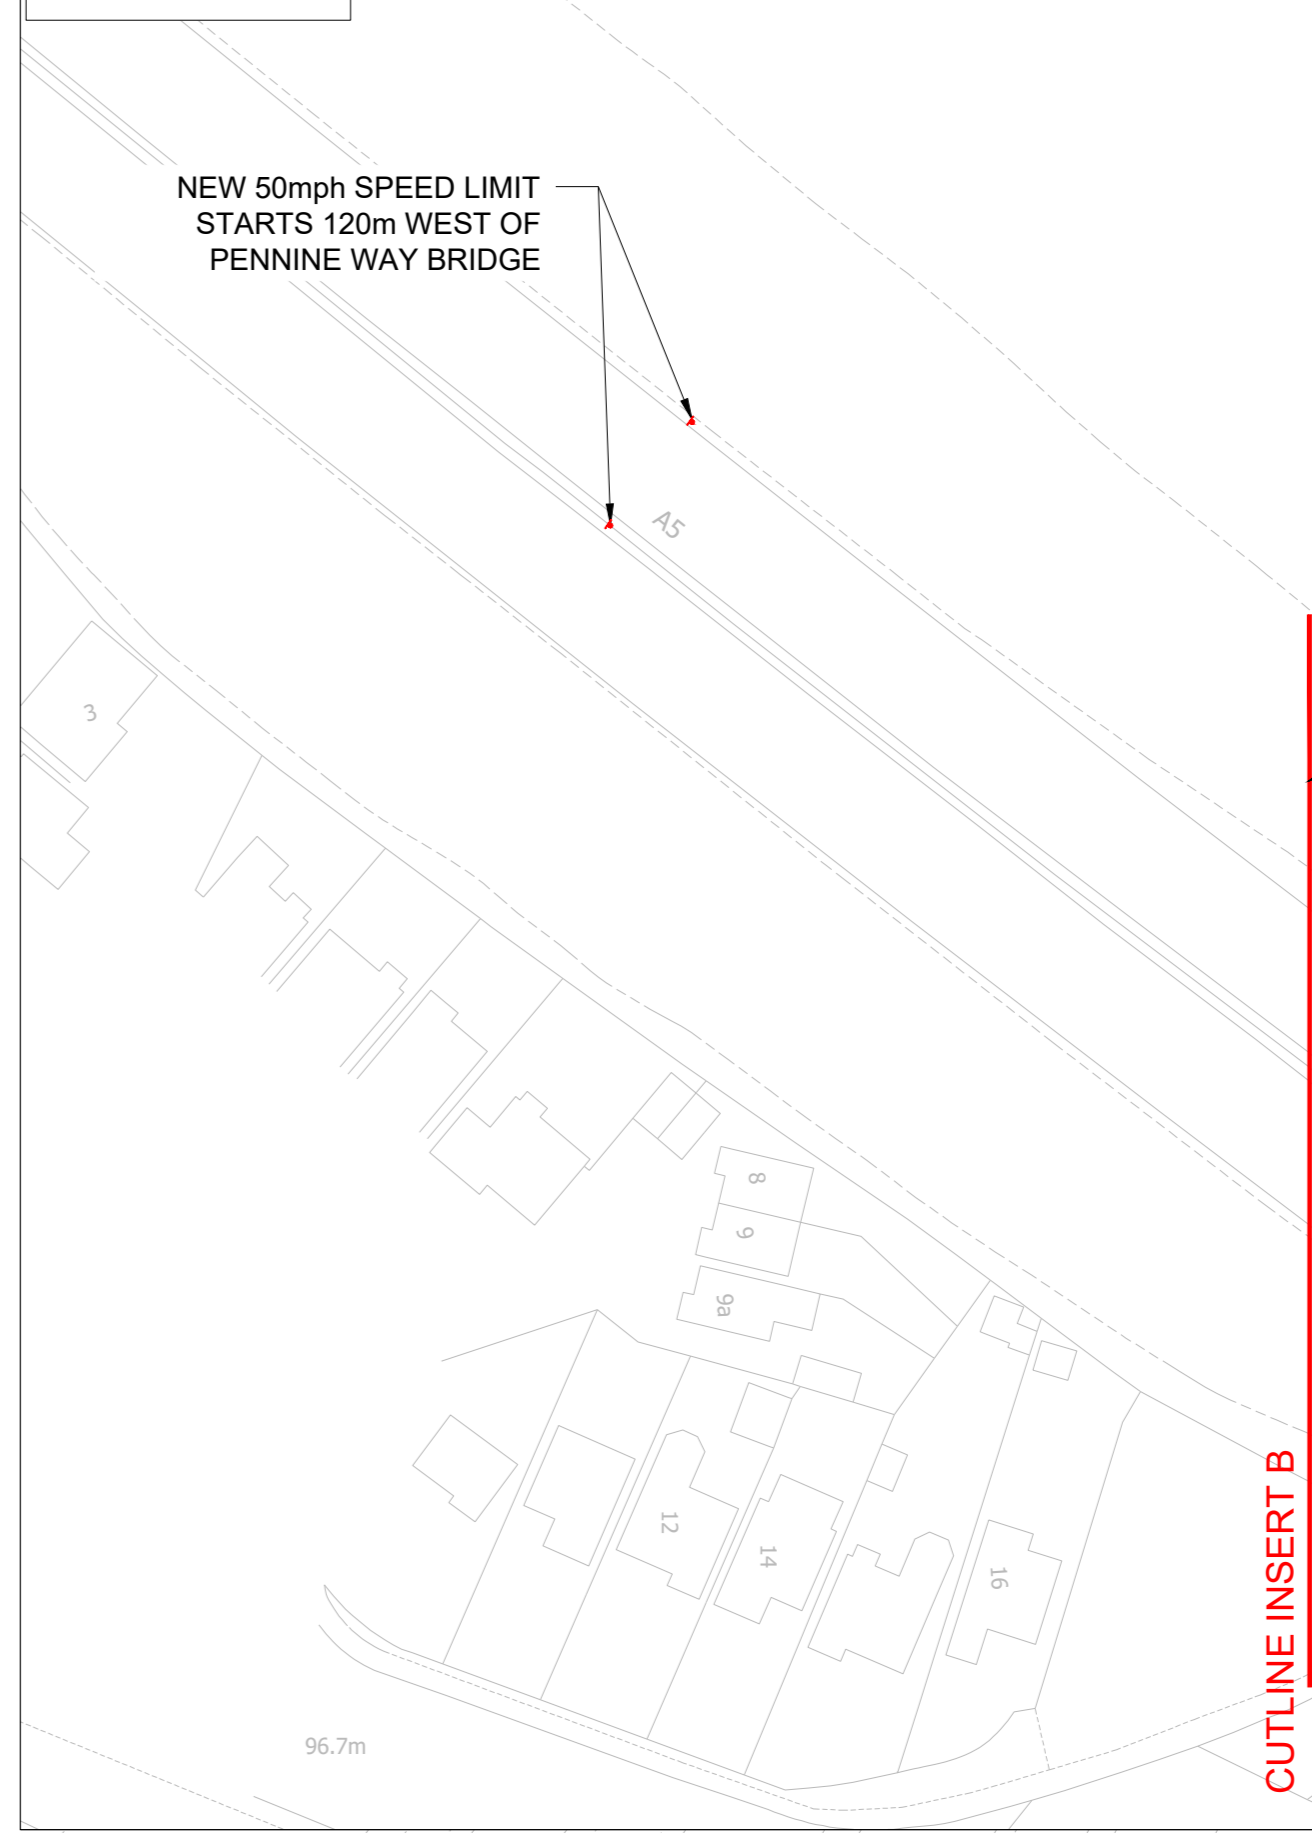 NEW 50mph SPEED LIMIT
STARTS 120m WEST OF
PENNINE WAY BRIDGE
A5
3
8
9
9a
12
14
16
CUTLINE INSERT B
96.7m